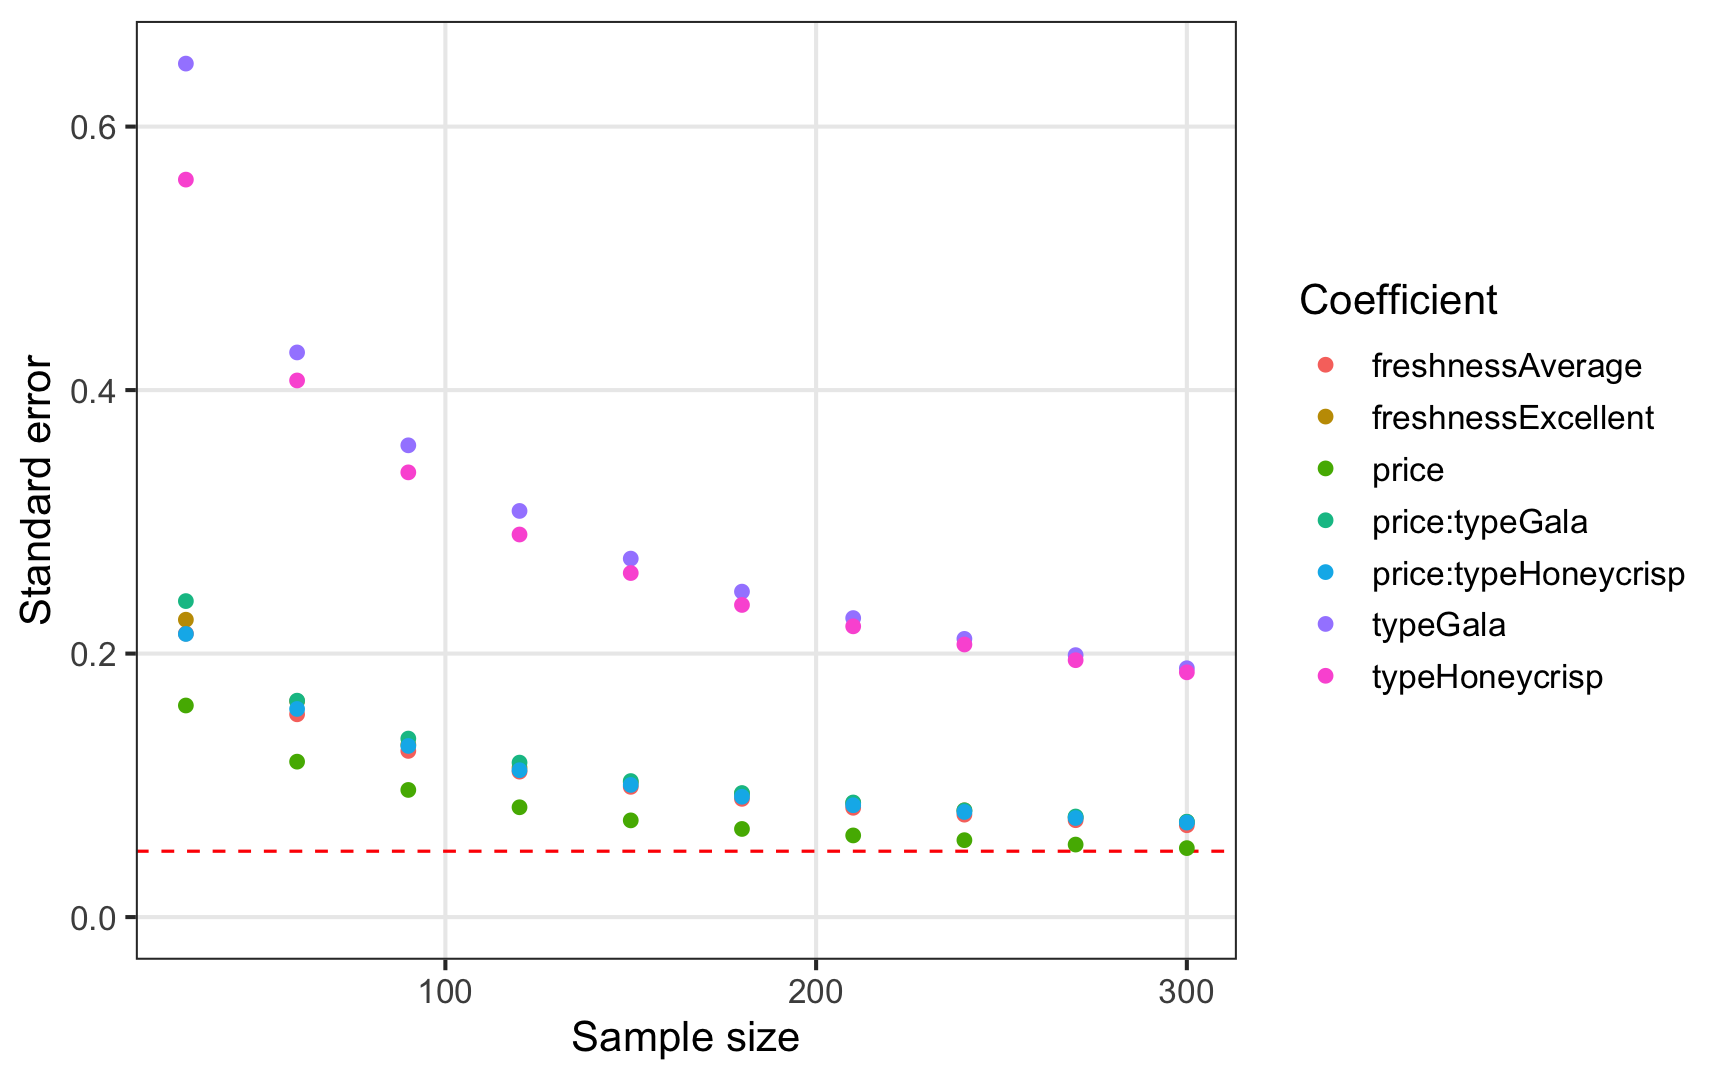 0.6
0.4
0.2
0.0
Standard error
100
200
300
Sample size
Coefficient
freshnessAverage
freshnessExcellent
price
price:typeGala
price:typeHoneycrisp
typeGala
typeHoneycrisp